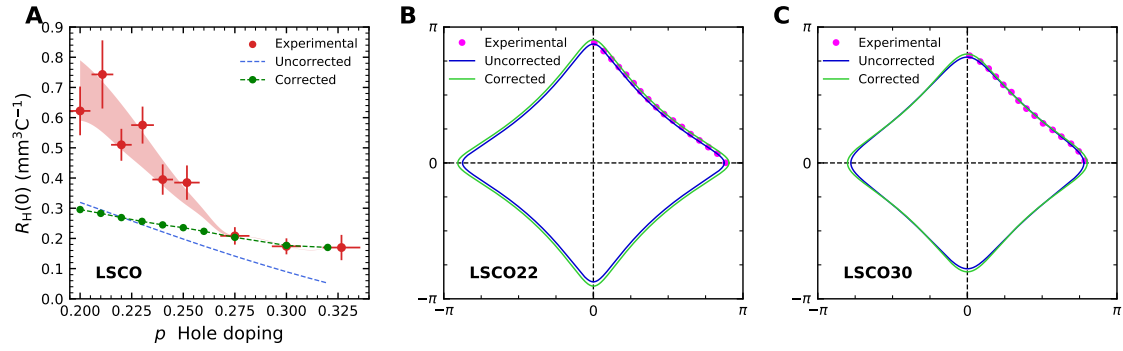 A
R_H(0) (mm³C⁻¹)
0.9
0.8
0.7
0.6
0.5
0.4
0.3
0.2
0.1
0.0
Experimental
Uncorrected
Corrected
LSCO
0.200 0.225 0.250 0.275 0.300 0.325
p Hole doping
B
π
0
−π
Experimental
Uncorrected
Corrected
LSCO22
−π 0 π
C
π
0
−π
Experimental
Uncorrected
Corrected
LSCO30
−π 0 π